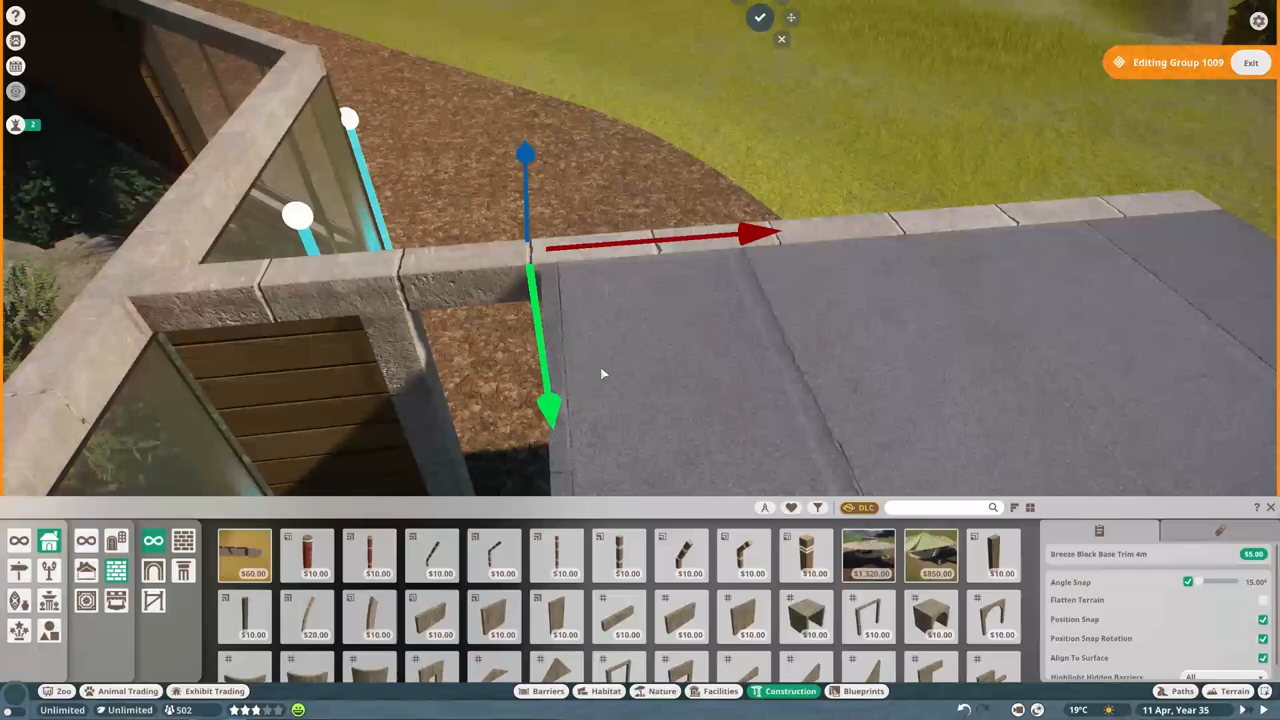 ?
Editing Group 1009 Exit
2
DLC
? ×
$60.00 $10.00 $10.00 $10.00 $10.00 $10.00 $10.00 $10.00 $10.00 $10.00 $1,320.00 $850.00 $10.00
$10.00 $20.00 $10.00 $10.00 $10.00 $10.00 $10.00 $10.00 $10.00 $10.00 $10.00 $10.00 $10.00
Breeze Block Base Trim 4m $5.00
Angle Snap 15.00°
Flatten Terrain
Position Snap
Position Snap Rotation
Align To Surface
Highlight Hidden Barriers All
Zoo Animal Trading Exhibit Trading Barriers Habitat Nature Facilities Construction Blueprints Paths Terrain
Unlimited Unlimited 502 19°C 11 Apr, Year 35